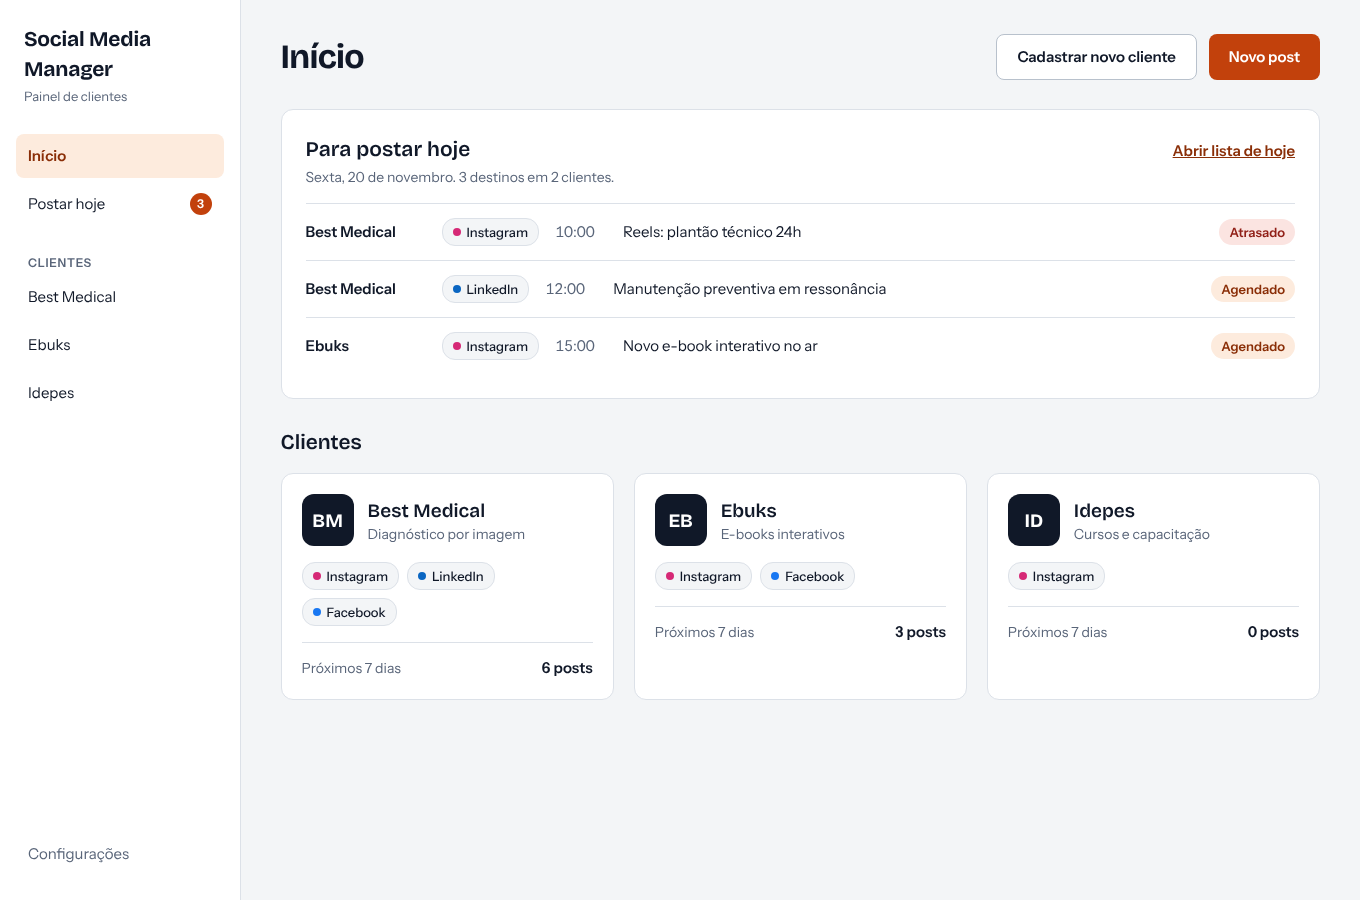 Social Media
Manager
Painel de clientes
Início
Postar hoje 3
CLIENTES
Best Medical
Ebuks
Idepes
Configurações
Início
Cadastrar novo cliente
Novo post
Para postar hoje
Abrir lista de hoje
Sexta, 20 de novembro. 3 destinos em 2 clientes.
Best Medical Instagram 10:00 Reels: plantão técnico 24h Atrasado
Best Medical LinkedIn 12:00 Manutenção preventiva em ressonância Agendado
Ebuks Instagram 15:00 Novo e-book interativo no ar Agendado
Clientes
BM
Best Medical
Diagnóstico por imagem
Instagram LinkedIn
Facebook
Próximos 7 dias 6 posts
EB
Ebuks
E-books interativos
Instagram Facebook
Próximos 7 dias 3 posts
ID
Idepes
Cursos e capacitação
Instagram
Próximos 7 dias 0 posts